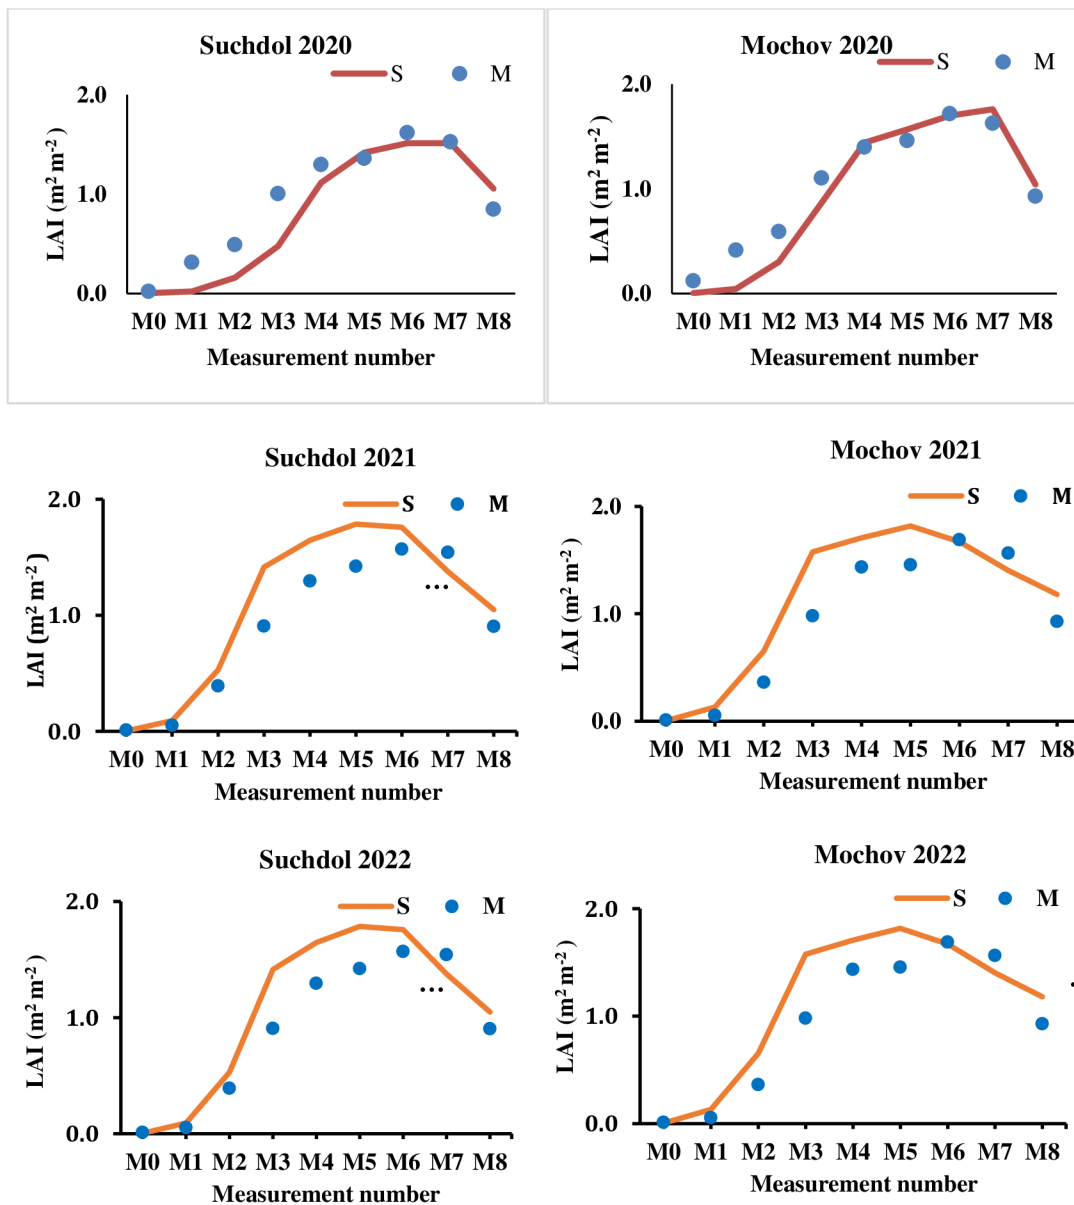 Suchdol 2020
S M
LAI (m² m⁻² )
2.0
1.0
0.0
M0 M1 M2 M3 M4 M5 M6 M7 M8
Measurement number
Mochov 2020
S M
LAI (m² m⁻² )
2.0
1.0
0.0
M0 M1 M2 M3 M4 M5 M6 M7 M8
Measurement number
Suchdol 2021
S M
LAI (m² m⁻² )
2.0
1.0
0.0
...
M0 M1 M2 M3 M4 M5 M6 M7 M8
Measurement number
Mochov 2021
S M
LAI (m² m⁻² )
2.0
1.0
0.0
M0 M1 M2 M3 M4 M5 M6 M7 M8
Measurement number
Suchdol 2022
S M
LAI (m² m⁻² )
2.0
1.0
0.0
...
M0 M1 M2 M3 M4 M5 M6 M7 M8
Measurement number
Mochov 2022
S M
LAI (m² m⁻² )
2.0
1.0
0.0
M0 M1 M2 M3 M4 M5 M6 M7 M8
Measurement number